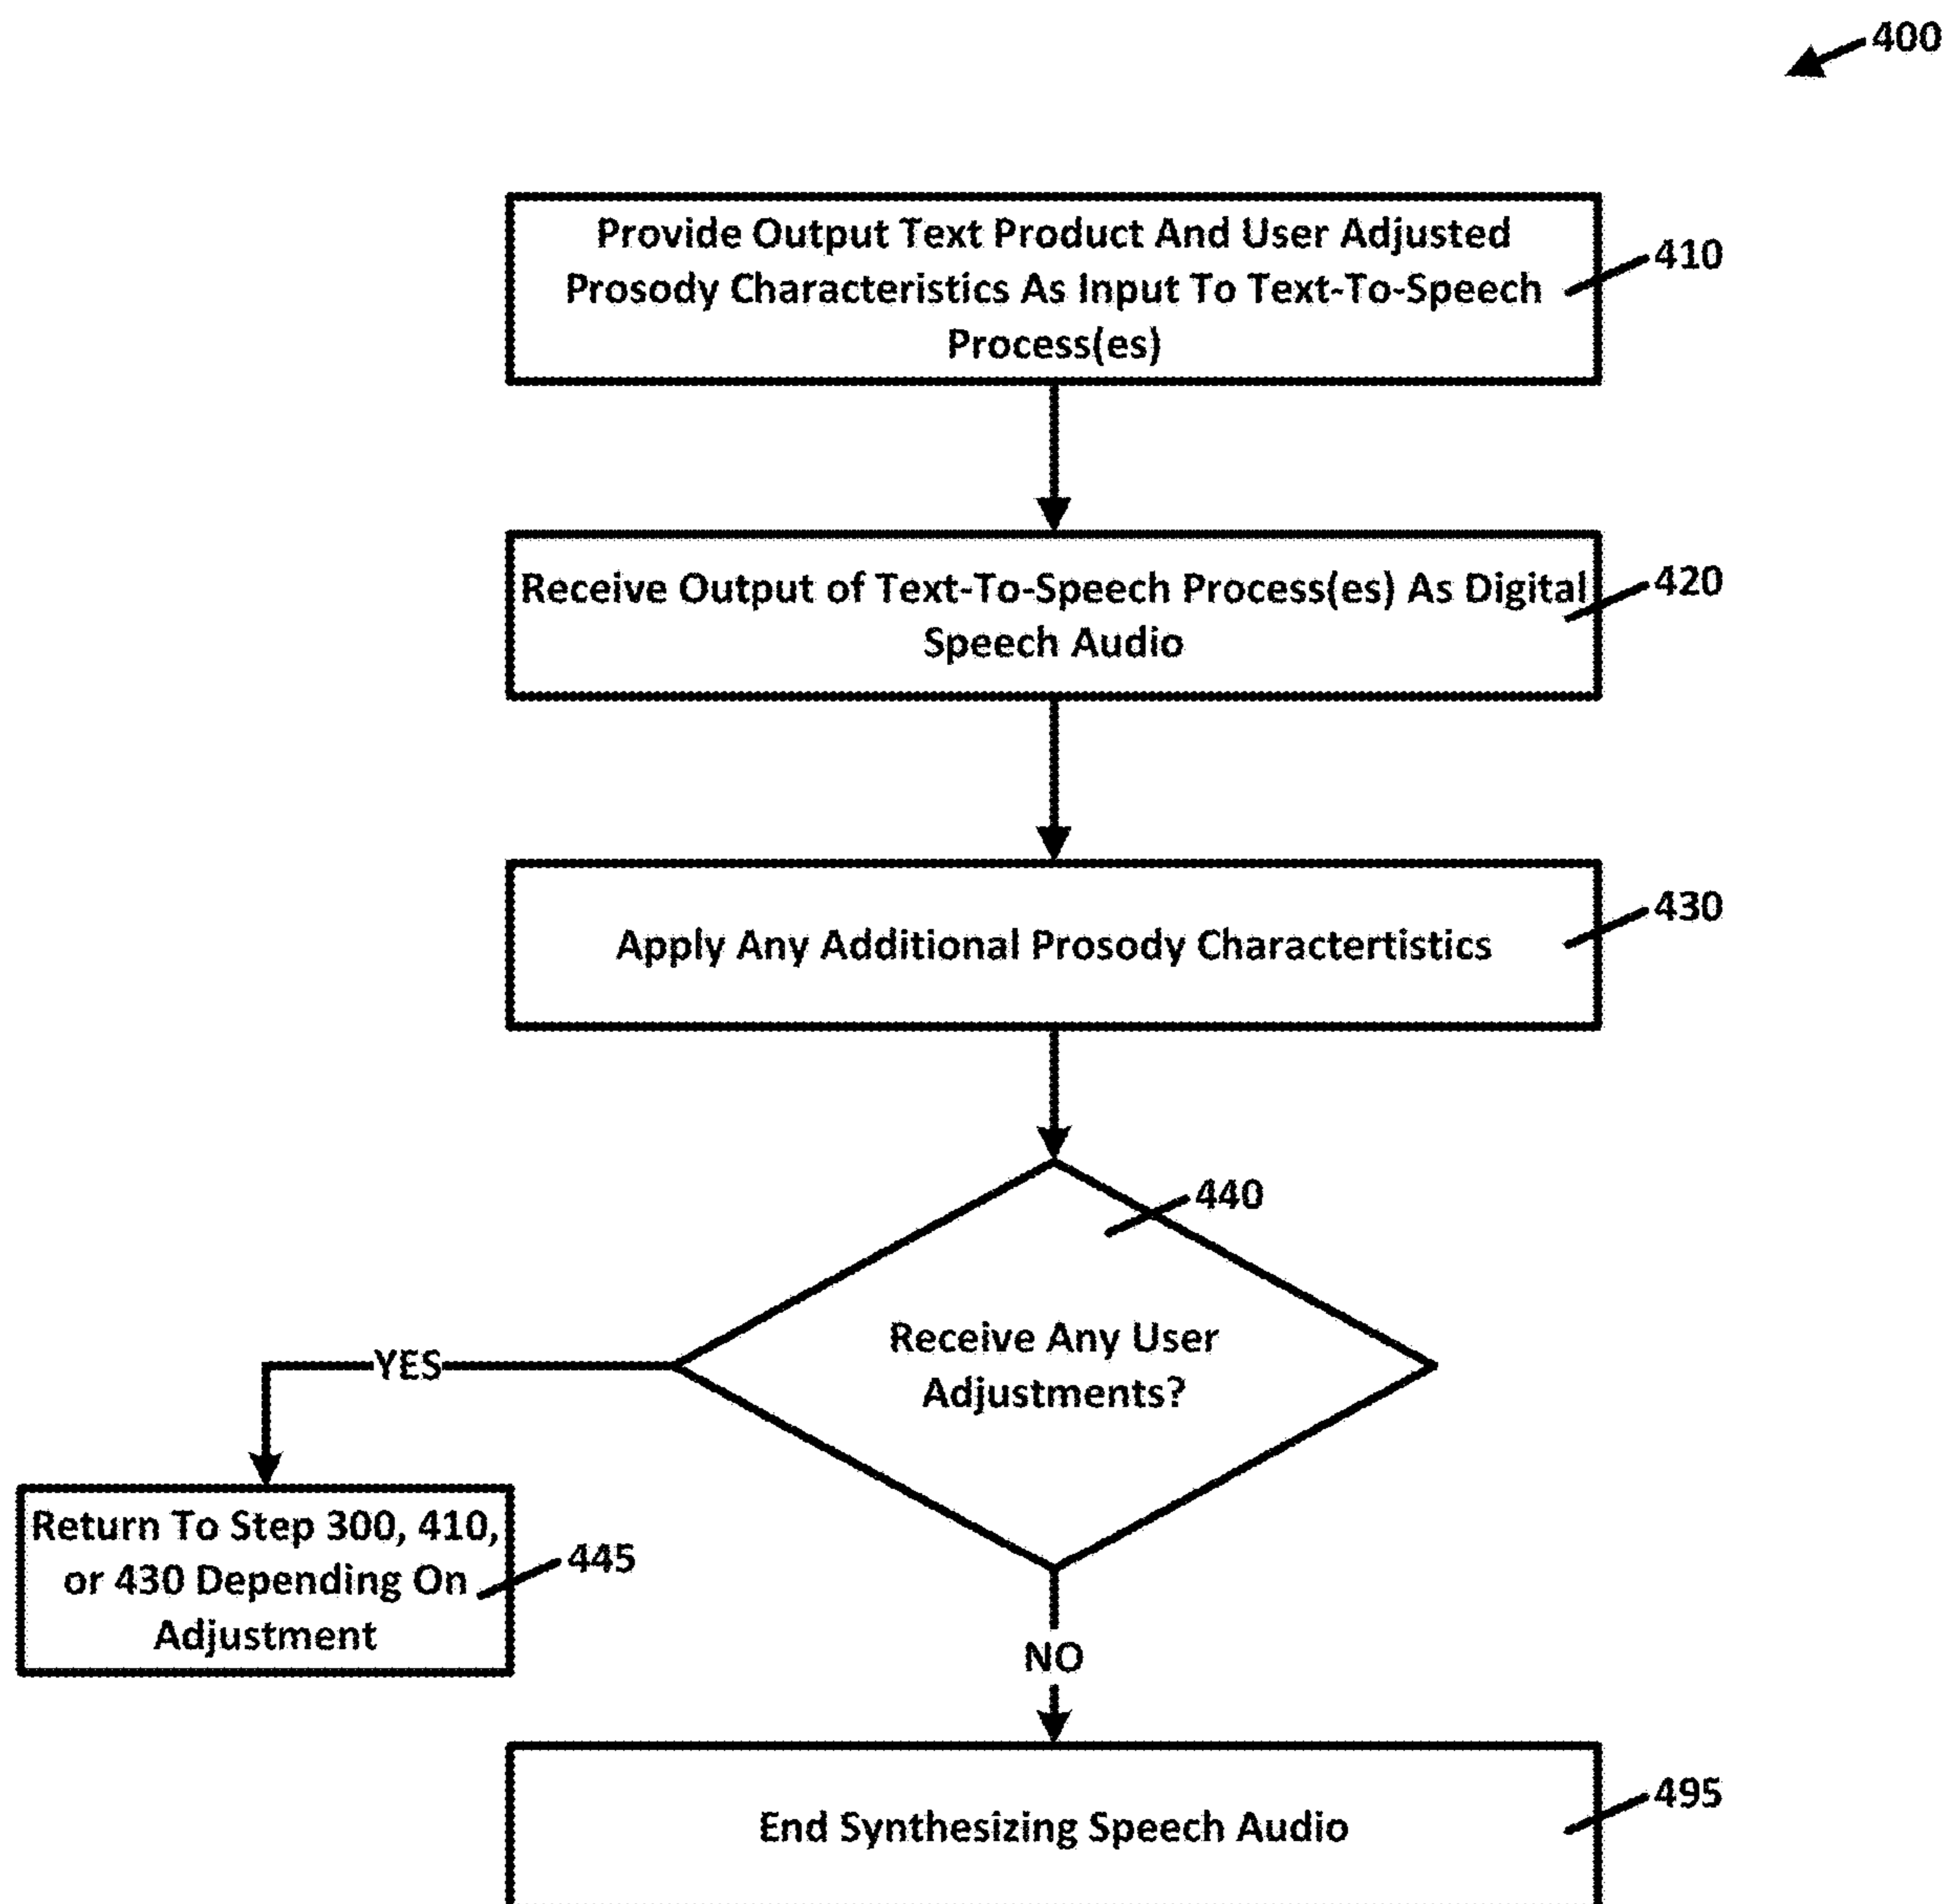 400
Provide Output Text Product And User Adjusted
Prosody Characteristics As Input To Text-To-Speech
Process(es)
410
Receive Output of Text-To-Speech Process(es) As Digital
Speech Audio
420
Apply Any Additional Prosody Charactertistics
430
440
Receive Any User
Adjustments?
YES
Return To Step 300, 410,
or 430 Depending On
Adjustment
445
NO
End Synthesizing Speech Audio
495